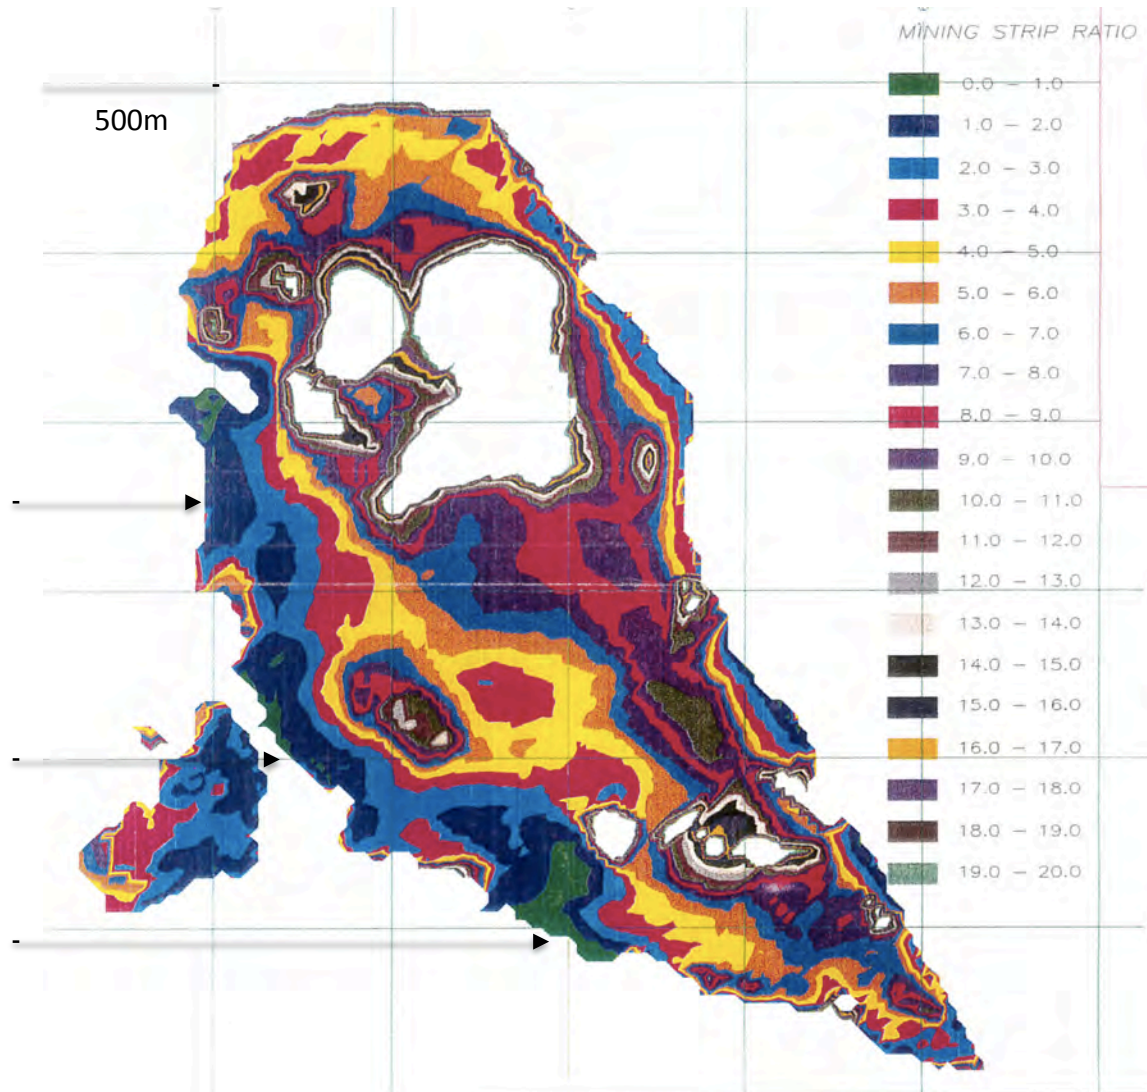 MINING STRIP RATIO
0.0 – 1.0
500m
1.0 – 2.0
2.0 – 3.0
3.0 – 4.0
4.0 – 5.0
5.0 – 6.0
6.0 – 7.0
7.0 – 8.0
8.0 – 9.0
9.0 – 10.0
10.0 – 11.0
11.0 – 12.0
12.0 – 13.0
13.0 – 14.0
14.0 – 15.0
15.0 – 16.0
16.0 – 17.0
17.0 – 18.0
18.0 – 19.0
19.0 – 20.0